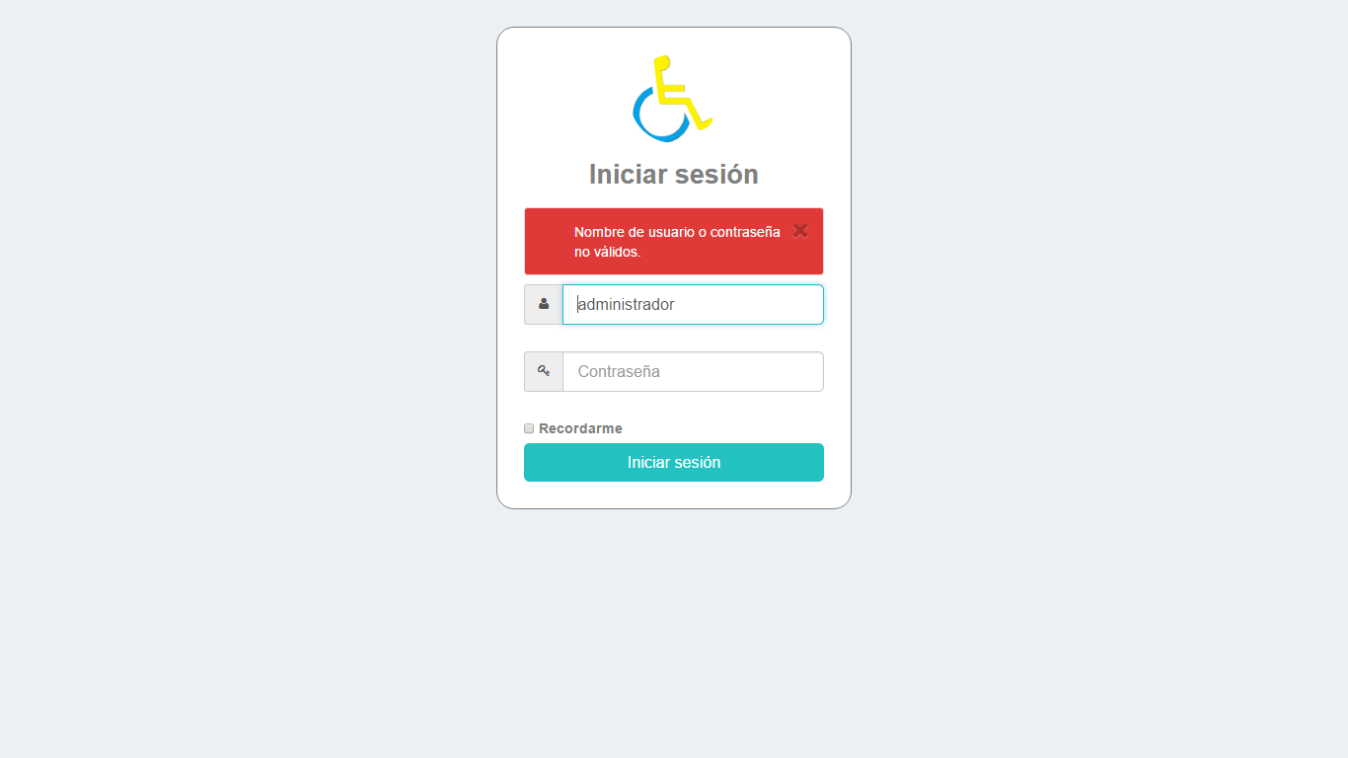 Iniciar sesión
Nombre de usuario o contraseña
no válidos.
administrador
Contraseña
Recordarme
Iniciar sesión